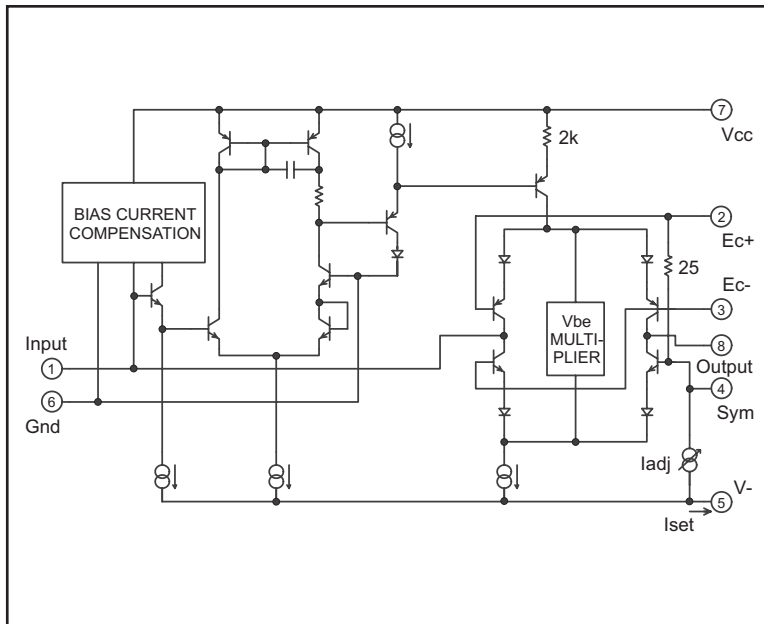 7
Vcc
2k
BIAS CURRENT
COMPENSATION
2
Ec+
25
Ec-
3
Vbe
MULTI-
PLIER
8
Output
Input
1
6
Gnd
4
Sym
Iadj
V-
5
Iset